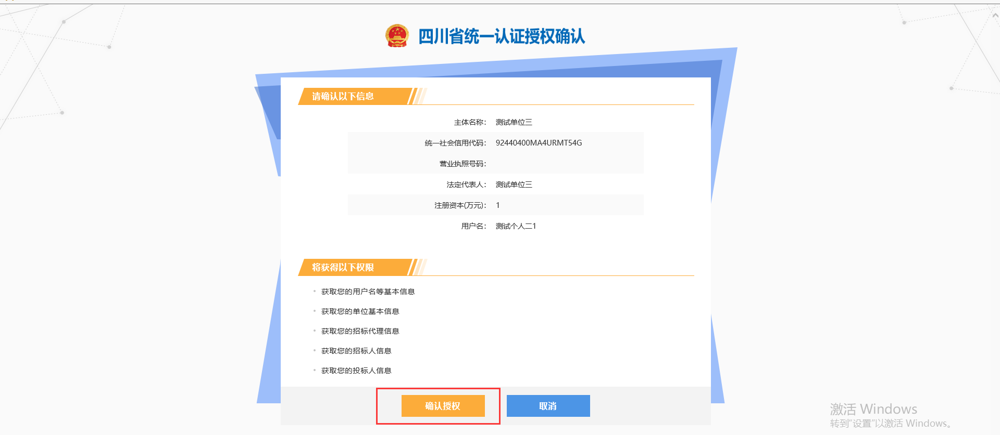 四川省统一认证授权确认
请确认以下信息
主体名称： 测试单位三
统一社会信用代码： 92440400MA4URMT54G
营业执照号码：
法定代表人： 测试单位三
注册资本(万元)： 1
用户名： 测试个人二1
将获得以下权限
获取您的用户名等基本信息
获取您的单位基本信息
获取您的招标代理信息
获取您的招标人信息
获取您的投标人信息
确认授权 取消
激活 Windows
转到“设置”以激活 Windows。